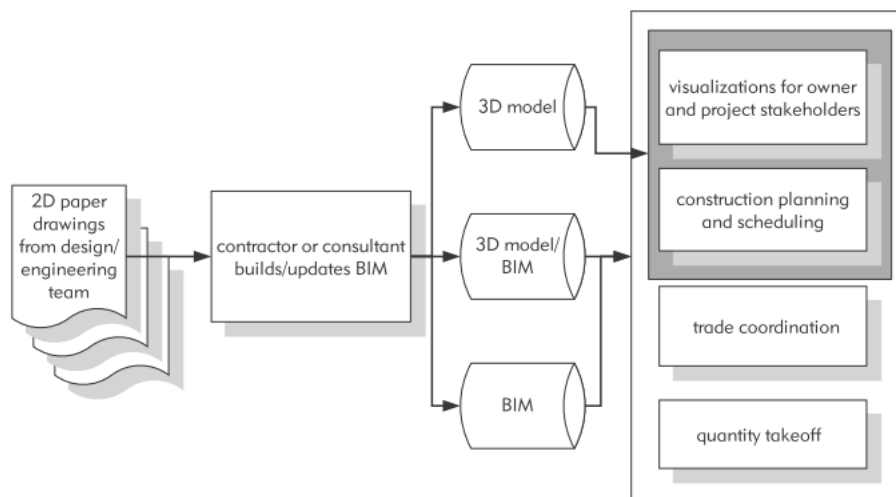 2D paper
drawings
from design/
engineering
team
contractor or consultant
builds/updates BIM
3D model
3D model/
BIM
BIM
visualizations for owner
and project stakeholders
construction planning
and scheduling
trade coordination
quantity takeoff